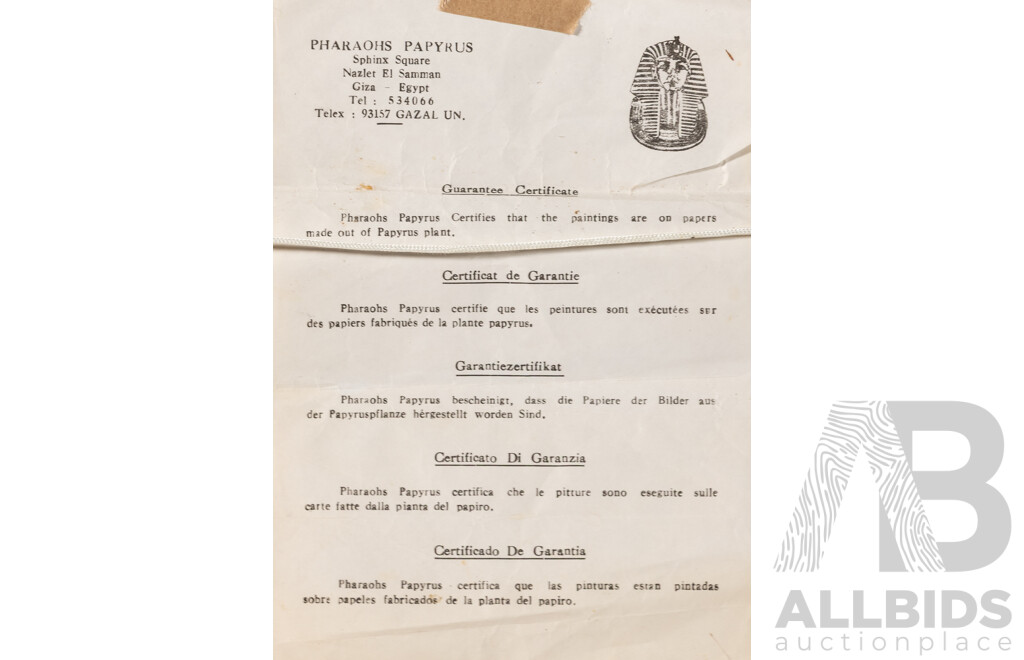 PHARAOHS PAPYRUS
Sphinx Square
Nazlet El Samman
Giza - Egypt
Tel : 534066
Telex : 93157 GAZAL UN.
Guarantee Certificate
Pharaohs Papyrus Certifies that the paintings are on papers
made out of Papyrus plant.
Certificat de Garantie
Pharaohs Papyrus certifie que les peintures sont exécutées sur
des papiers fabriqués de la plante papyrus.
Garantiezertifikat
Pharaohs Papyrus bescheinigt, dass die Papiere der Bilder aus
der Papyruspflanze hérgestellt worden Sind.
Certificato Di Garanzia
Pharaohs Papyrus certifica che le pitture sono eseguite sulle
carte fatte dalla pianta del papiro.
Certificado De Garantia
Pharaohs Papyrus certifica que las pinturas estan pintadas
sobre papeles fabricados de la planta del papiro.
AB
ALLBIDS
auctionplace